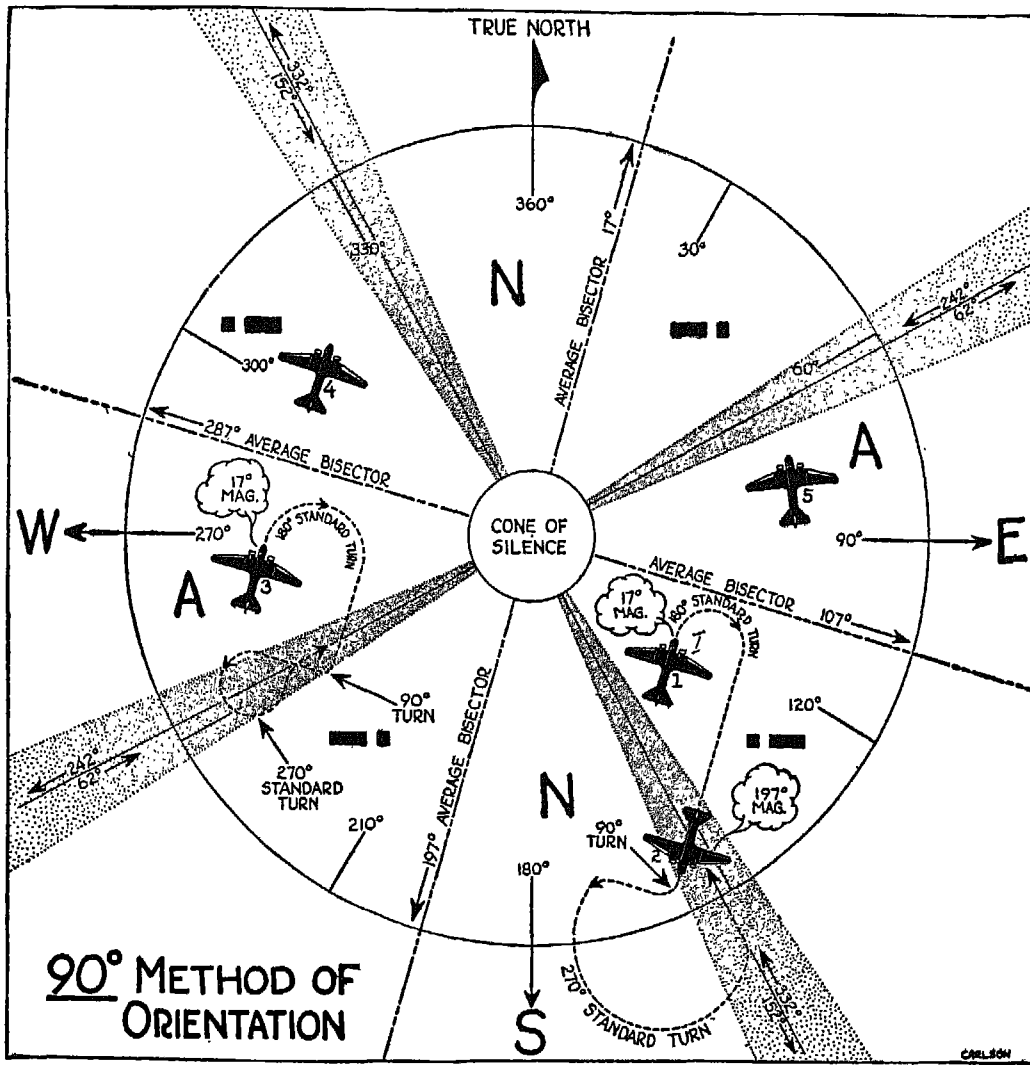 TRUE NORTH
332°
152°
360°
17°
30°
330°
N
AVERAGE BISECTOR
242°
62°
60°
300°
4
287° AVERAGE BISECTOR
A
17°
MAG.
180° STANDARD TURN
W
270°
3
A
CONE OF
SILENCE
5
90°
E
AVERAGE BISECTOR
107°
17°
MAG.
180° STANDARD TURN
1
120°
90°
TURN
242°
62°
270°
STANDARD
TURN
210°
197° AVERAGE BISECTOR
N
180°
197°
MAG.
90°
TURN
2
270° STANDARD TURN
332°
152°
S
90° METHOD OF
ORIENTATION
CARLSON